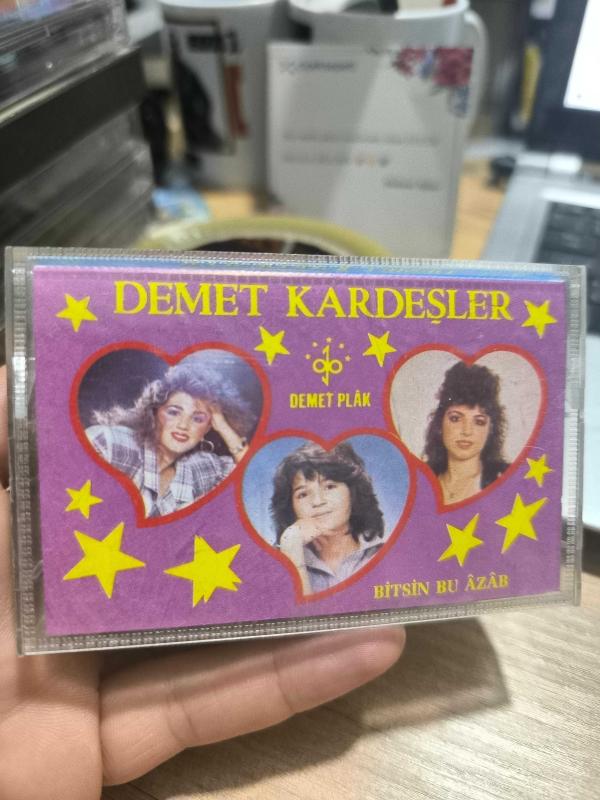 DEMET KARDEŞLER
DEMET PLÂK
BİTSİN BU ÂZÂB